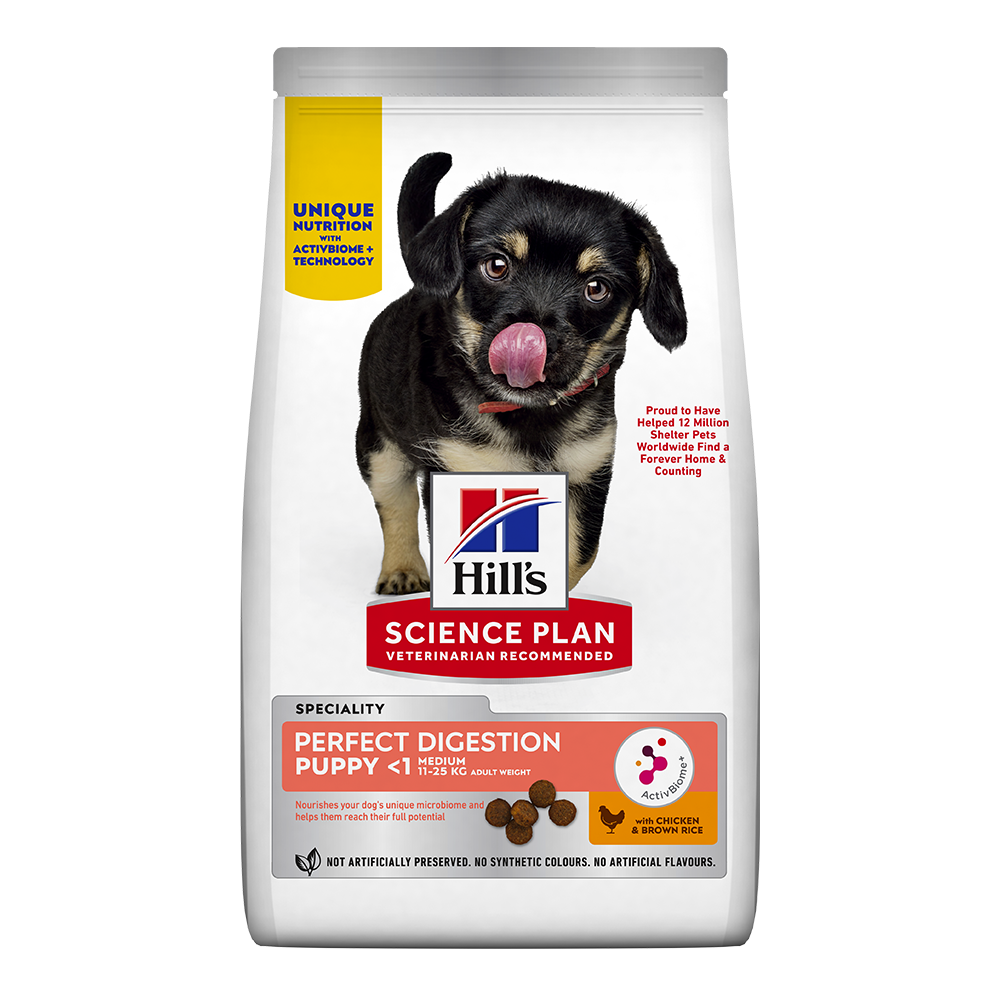 UNIQUE
NUTRITION
WITH
ACTIVBIOME +
TECHNOLOGY
Proud to Have
Helped 12 Million
Shelter Pets
Worldwide Find a
Forever Home &
Counting
Hill's
SCIENCE PLAN
VETERINARIAN RECOMMENDED
SPECIALITY
PERFECT DIGESTION
PUPPY <1 MEDIUM
11-25 KG ADULT WEIGHT
ActivBiome+
Nourishes your dog's unique microbiome and
helps them reach their full potential
with CHICKEN
& BROWN RICE
NOT ARTIFICIALLY PRESERVED. NO SYNTHETIC COLOURS. NO ARTIFICIAL FLAVOURS.